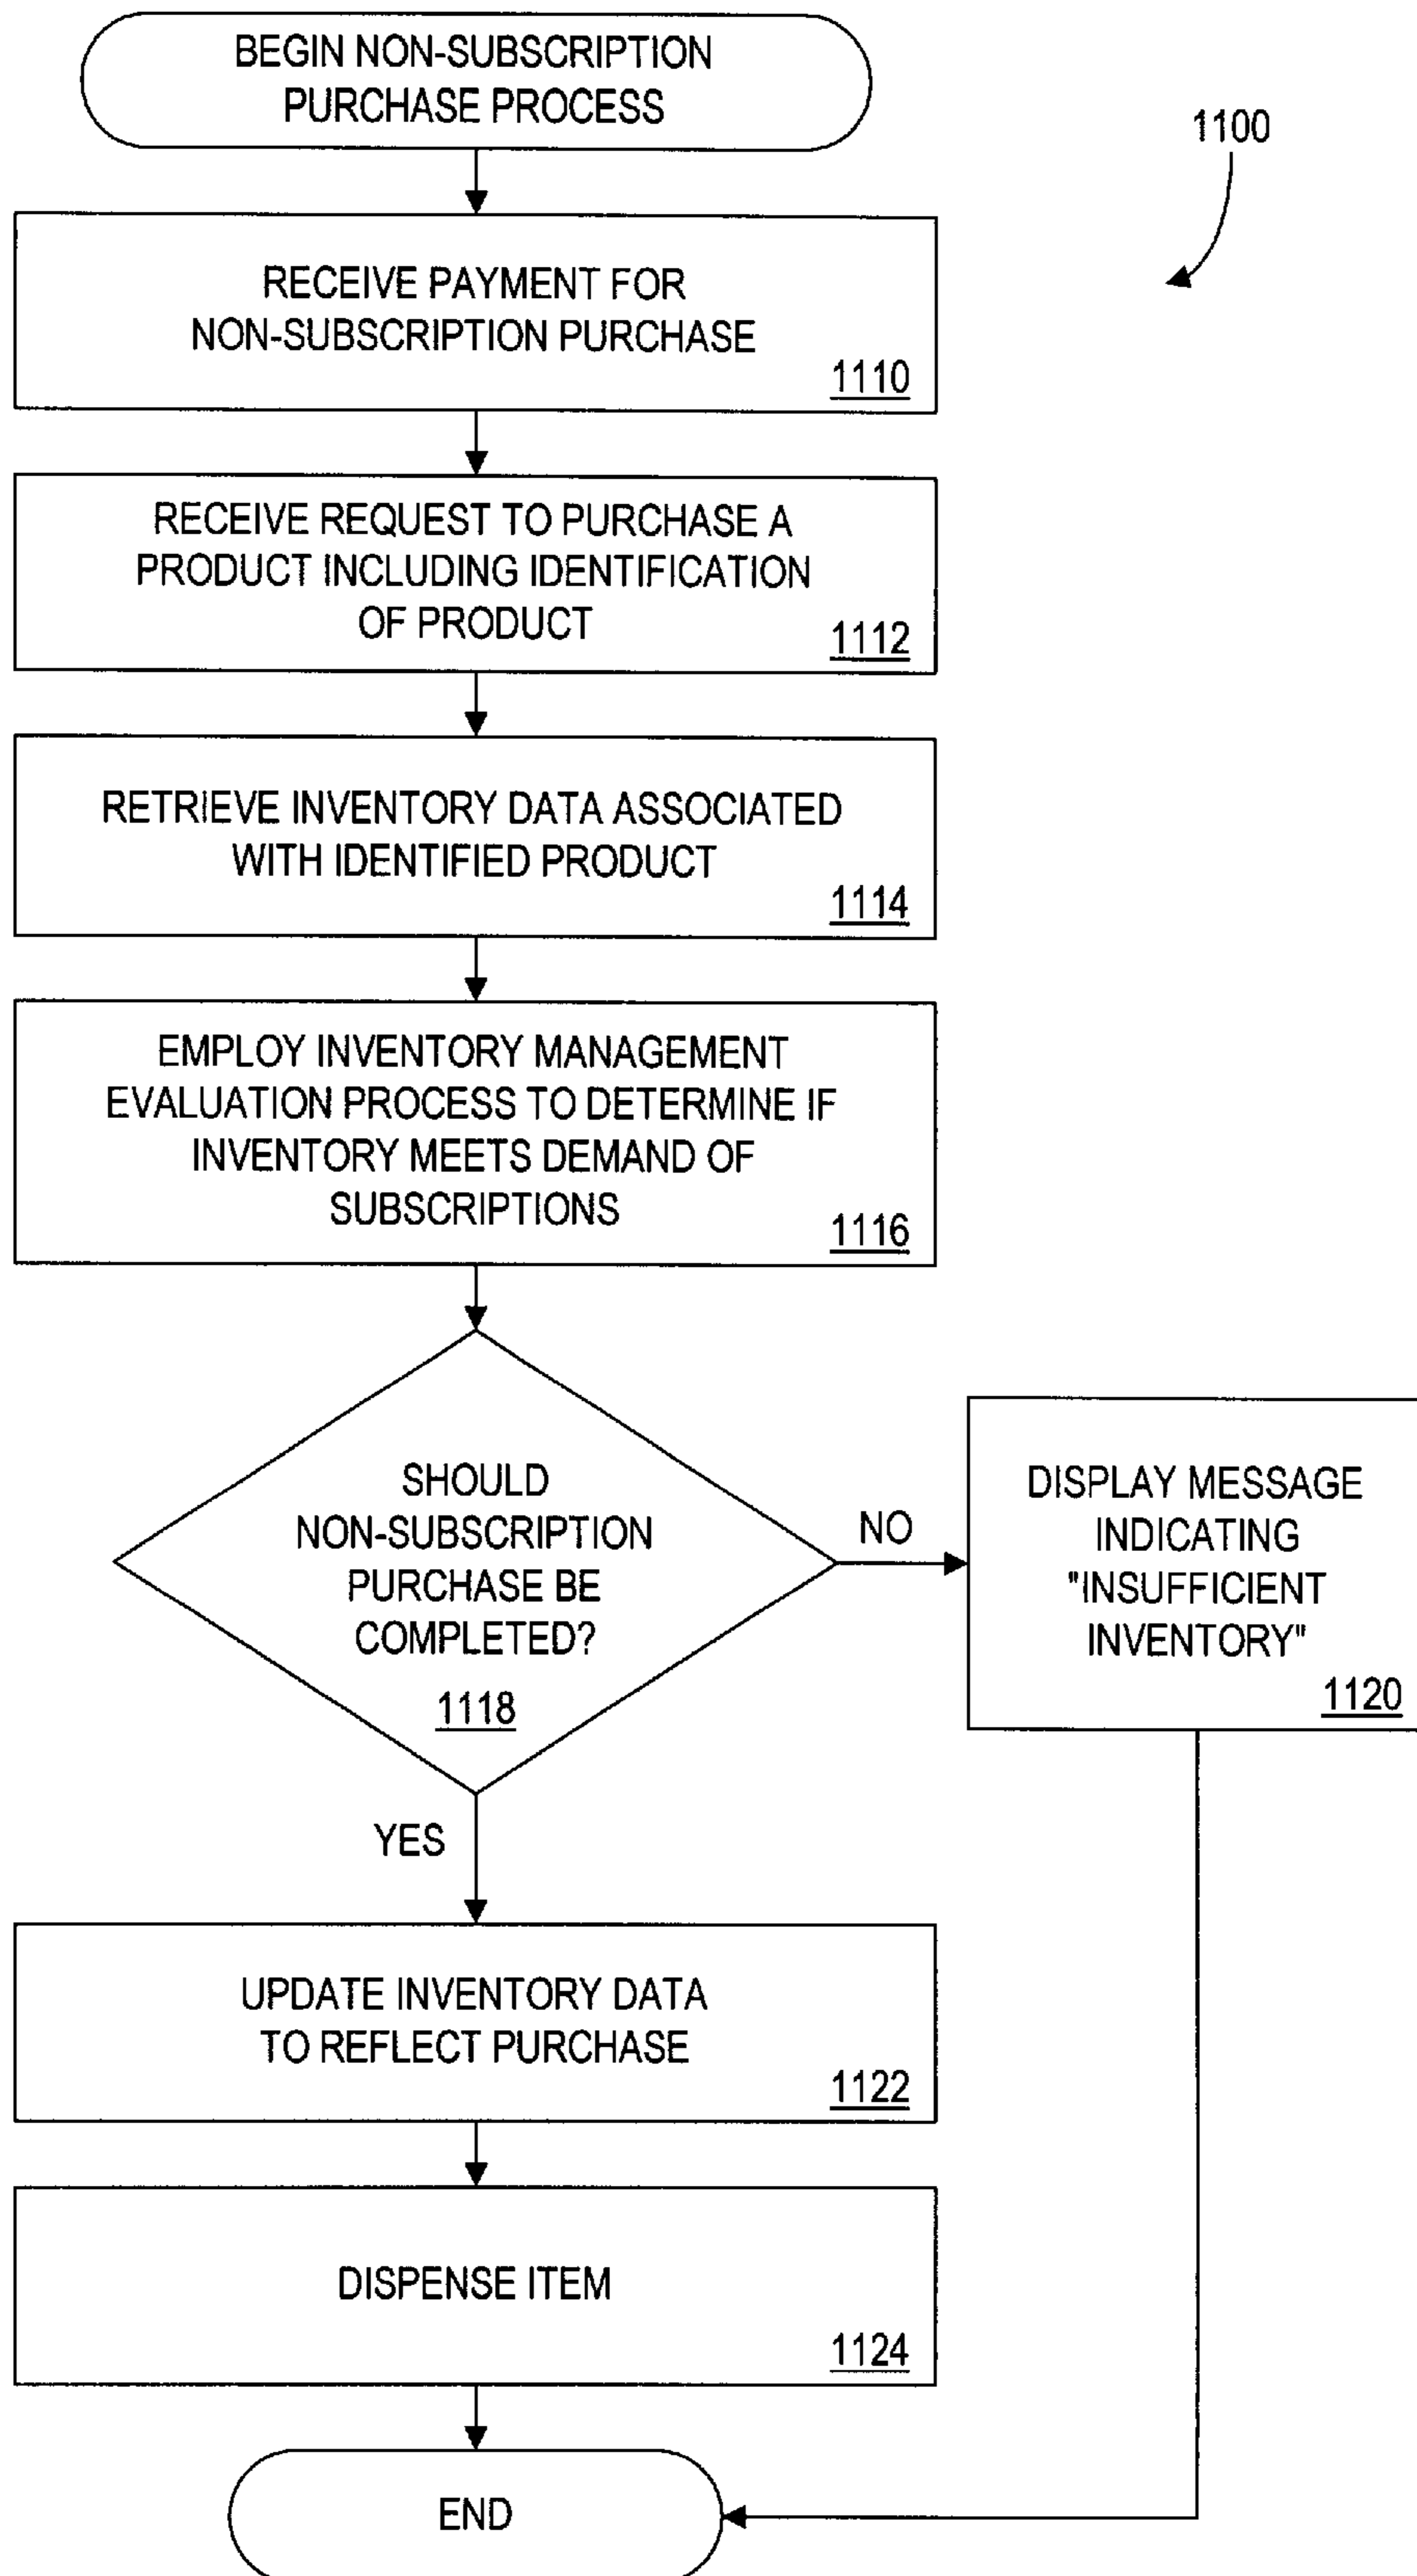 BEGIN NON-SUBSCRIPTION
PURCHASE PROCESS
1100
RECEIVE PAYMENT FOR
NON-SUBSCRIPTION PURCHASE
1110
RECEIVE REQUEST TO PURCHASE A
PRODUCT INCLUDING IDENTIFICATION
OF PRODUCT
1112
RETRIEVE INVENTORY DATA ASSOCIATED
WITH IDENTIFIED PRODUCT
1114
EMPLOY INVENTORY MANAGEMENT
EVALUATION PROCESS TO DETERMINE IF
INVENTORY MEETS DEMAND OF
SUBSCRIPTIONS
1116
SHOULD
NON-SUBSCRIPTION
PURCHASE BE
COMPLETED?
1118
NO
DISPLAY MESSAGE
INDICATING
"INSUFFICIENT
INVENTORY"
1120
YES
UPDATE INVENTORY DATA
TO REFLECT PURCHASE
1122
DISPENSE ITEM
1124
END